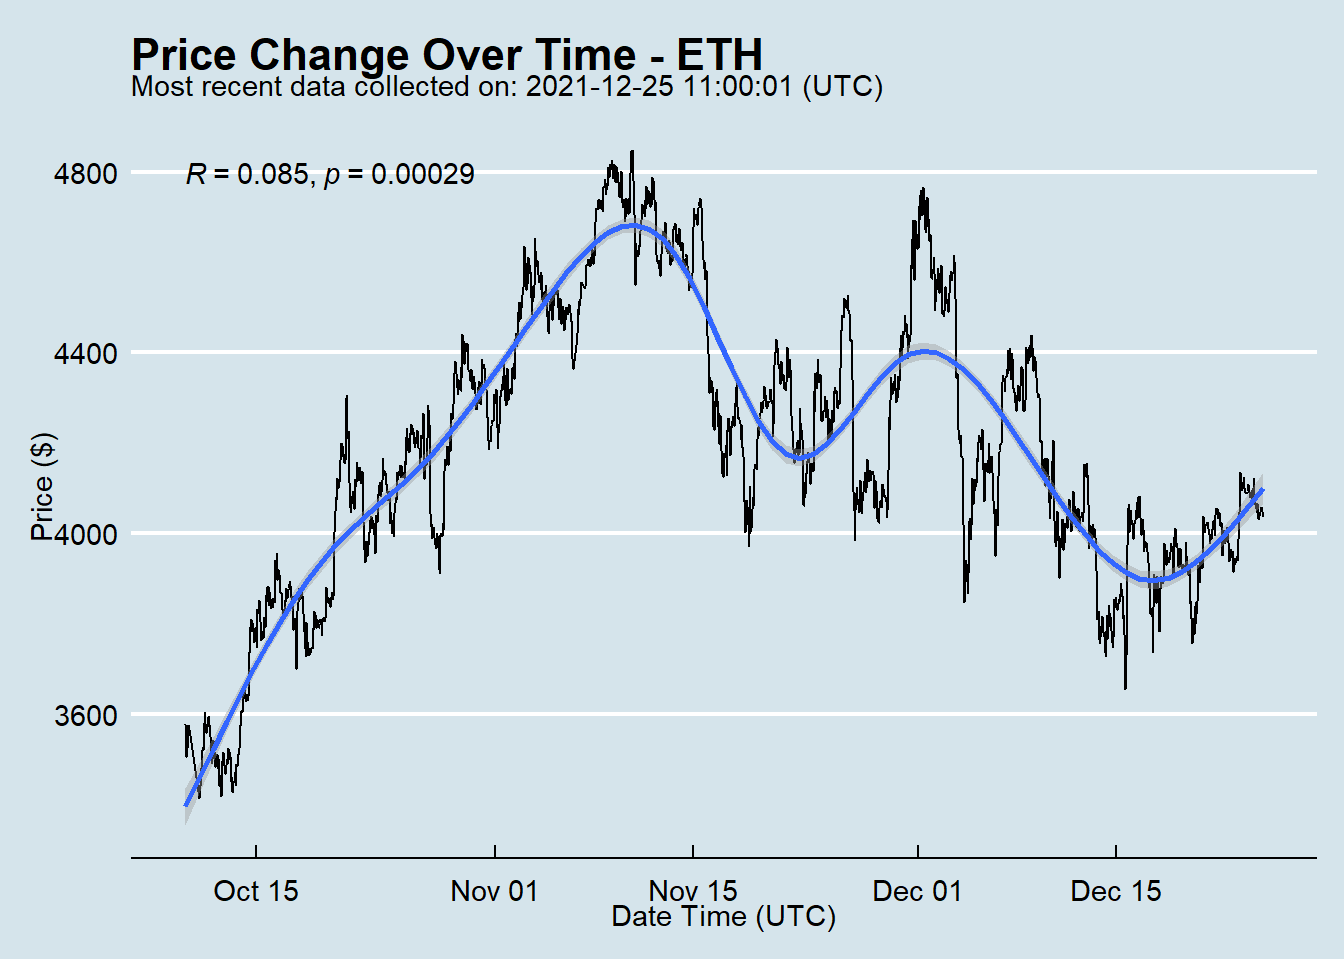 Price Change Over Time - ETH
Most recent data collected on: 2021-12-25 11:00:01 (UTC)
R = 0.085, p = 0.00029
4800
4400
4000
3600
Price ($)
Oct 15
Nov 01
Nov 15
Dec 01
Dec 15
Date Time (UTC)